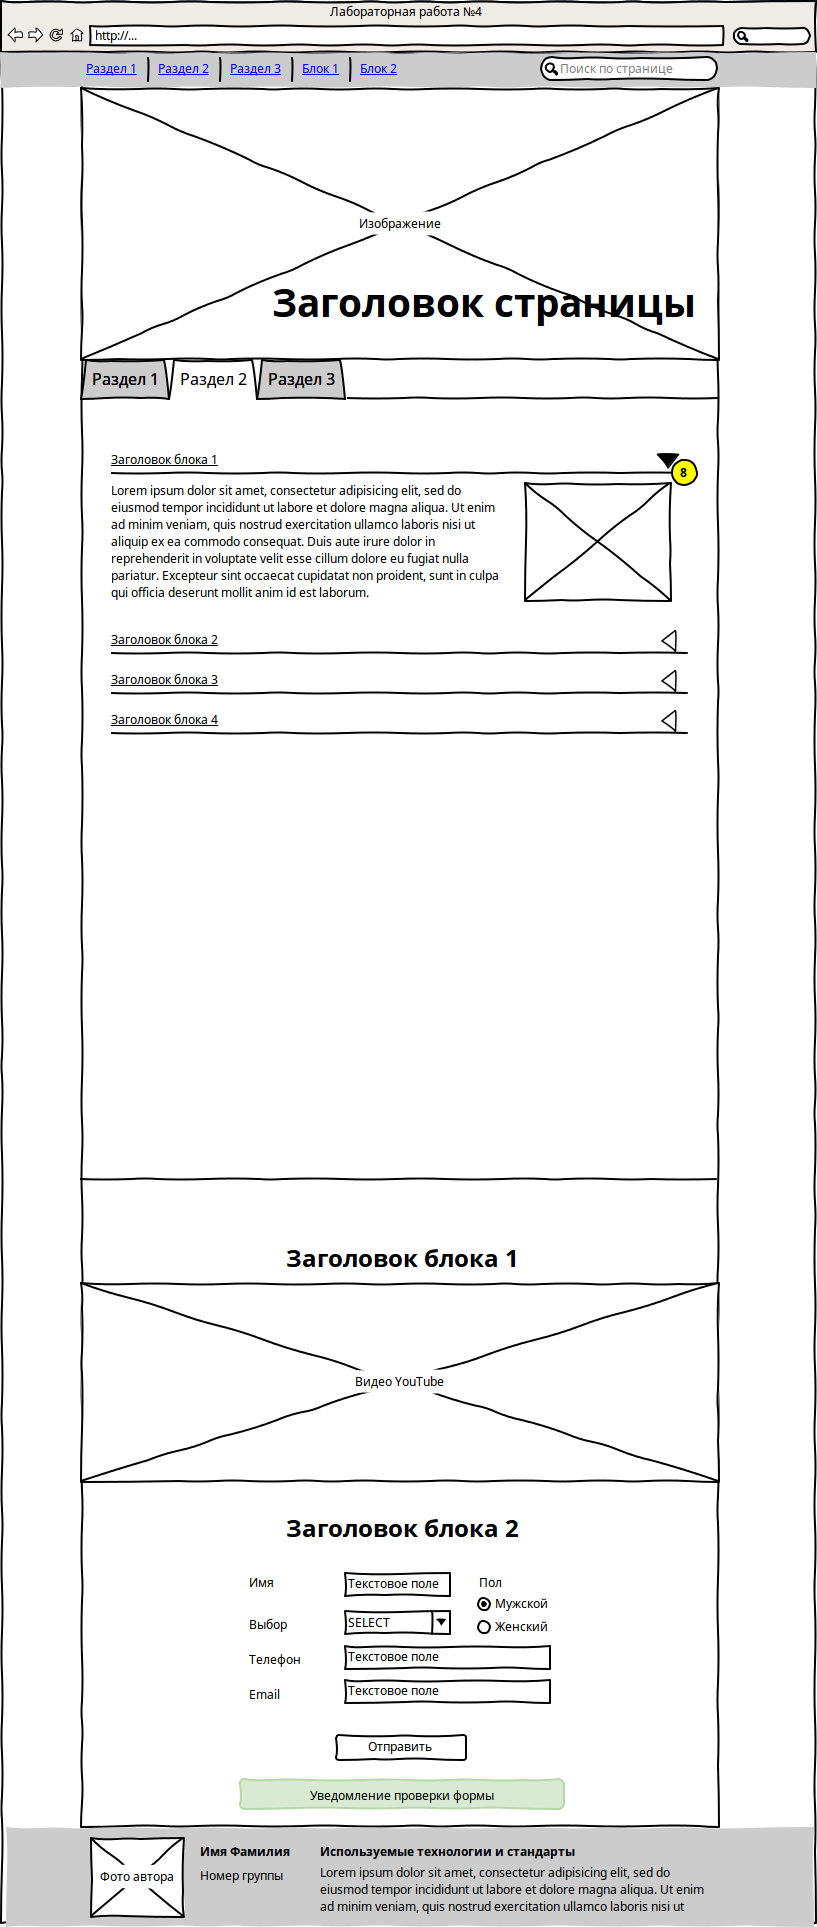 Лабораторная работа №4
http://...
Раздел 1
Раздел 2
Раздел 3
Блок 1
Блок 2
Поиск по странице
Изображение
Заголовок страницы
Раздел 1
Раздел 2
Раздел 3
Заголовок блока 1
8
Lorem ipsum dolor sit amet, consectetur adipisicing elit, sed do
eiusmod tempor incididunt ut labore et dolore magna aliqua. Ut enim
ad minim veniam, quis nostrud exercitation ullamco laboris nisi ut
aliquip ex ea commodo consequat. Duis aute irure dolor in
reprehenderit in voluptate velit esse cillum dolore eu fugiat nulla
pariatur. Excepteur sint occaecat cupidatat non proident, sunt in culpa
qui officia deserunt mollit anim id est laborum.
Заголовок блока 2
Заголовок блока 3
Заголовок блока 4
Заголовок блока 1
Видео YouTube
Заголовок блока 2
Имя
Текстовое поле
Пол
Мужской
Выбор
SELECT
Женский
Телефон
Текстовое поле
Email
Текстовое поле
Отправить
Уведомление проверки формы
Фото автора
Имя Фамилия
Номер группы
Используемые технологии и стандарты
Lorem ipsum dolor sit amet, consectetur adipisicing elit, sed do
eiusmod tempor incididunt ut labore et dolore magna aliqua. Ut enim
ad minim veniam, quis nostrud exercitation ullamco laboris nisi ut